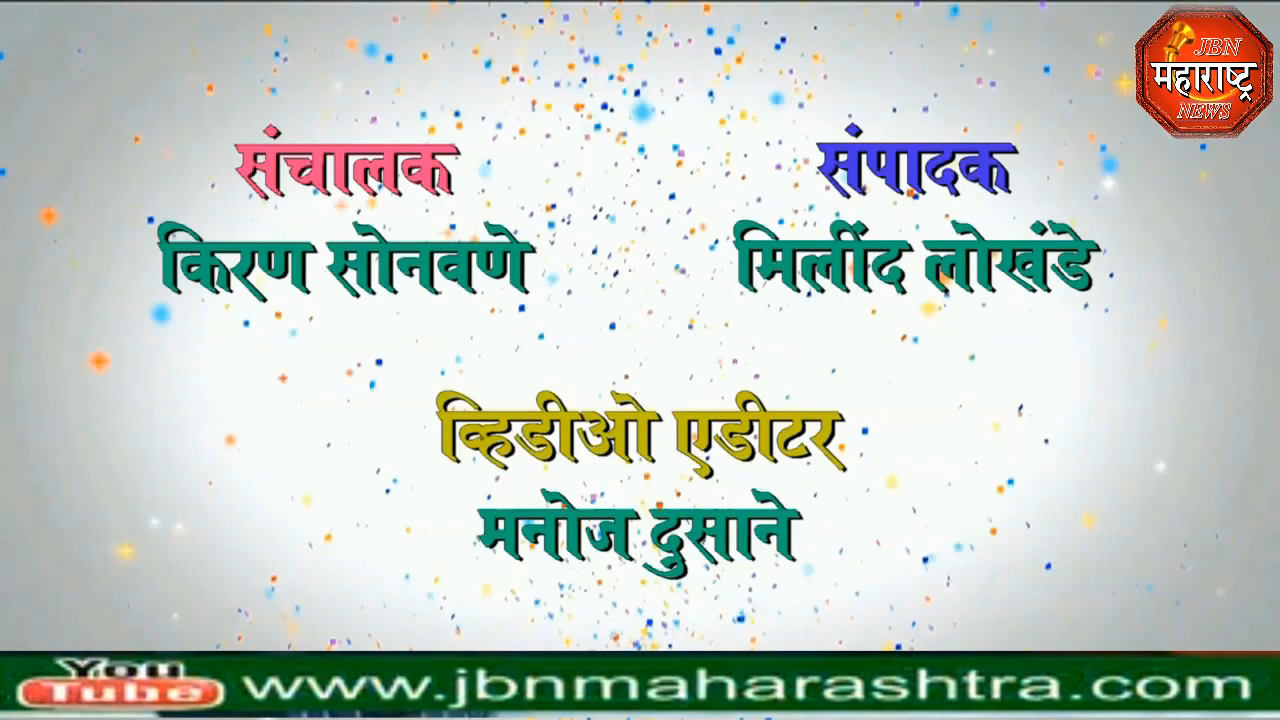 JBN
महाराष्ट्र
NEWS
संचालक
किरण सोनवणे
संपादक
मिलींद लोखंडे
व्हिडीओ एडीटर
मनोज दुसाने
You
Tube
www.jbnmaharashtra.com